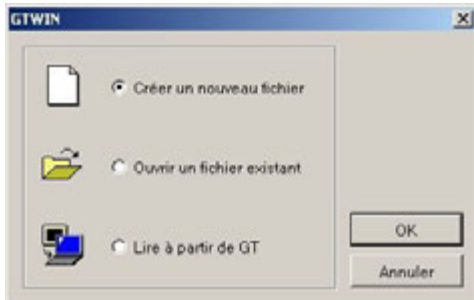 GTWIN
Créer un nouveau fichier
Ouvrir un fichier existant
Lire à partir de GT
OK
Annuler